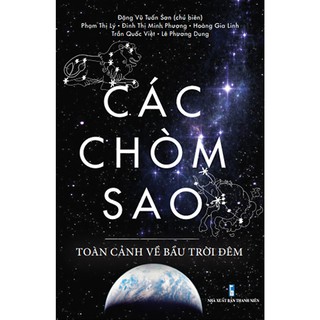 Đặng Vũ Tuấn Sơn (chủ biên)
Phạm Thị Lý • Đinh Thị Minh Phương • Hoàng Gia Linh
Trần Quốc Việt • Lê Phương Dung
CÁC
CHÒM
SAO
TOÀN CẢNH VỀ BẦU TRỜI ĐÊM
NHÀ XUẤT BẢN THANH NIÊN